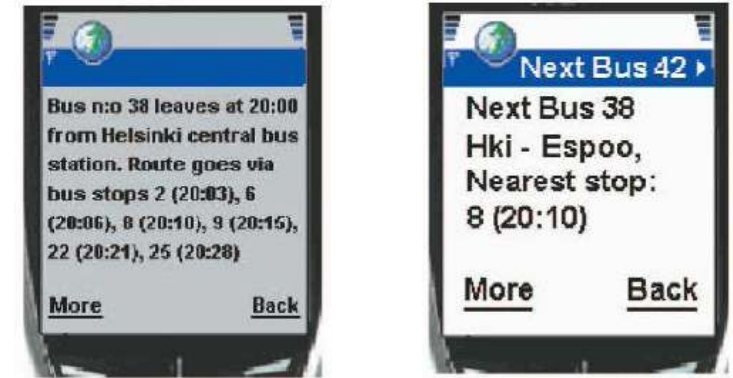 Bus n:o 38 leaves at 20:00
from Helsinki central bus
station. Route goes via
bus stops 2 (20:03), 6
(20:06), 8 (20:10), 9 (20:15),
22 (20:21), 25 (20:28)
More Back
Next Bus 42
Next Bus 38
Hki - Espoo,
Nearest stop:
8 (20:10)
More Back